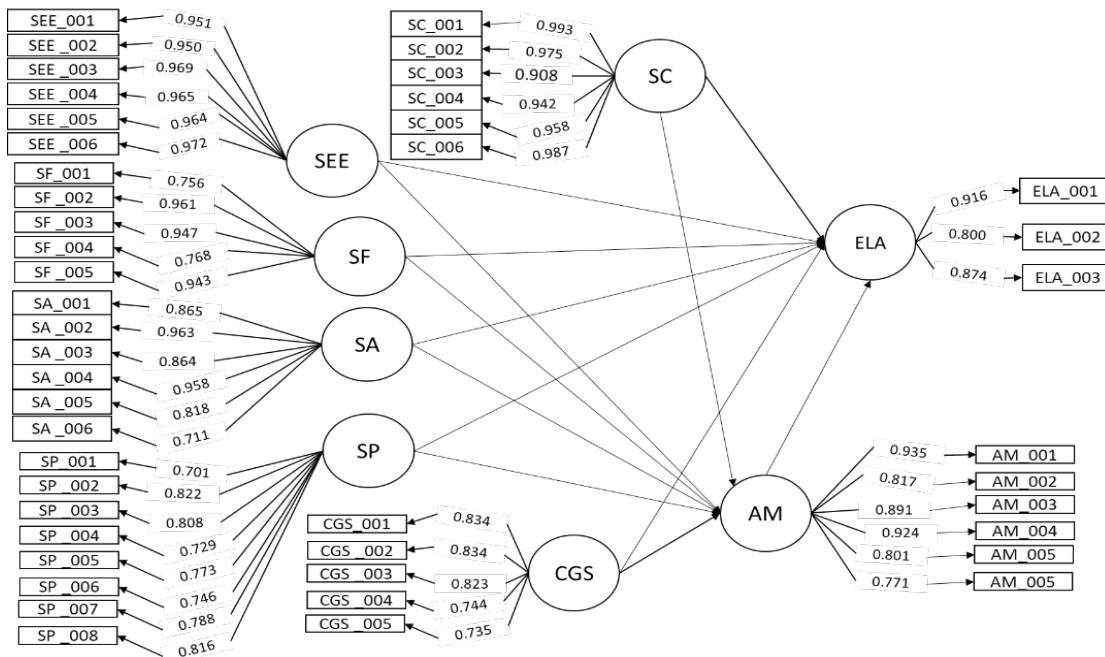 SEE_001
0.951
SEE _002
0.950
SEE _003
0.969
SEE _004
0.965
SEE _005
0.964
SEE _006
0.972
SEE
SF_001
0.756
SF _002
0.961
SF _003
0.947
SF _004
0.768
SF _005
0.943
SF
SA_001
0.865
SA _002
0.963
SA _003
0.864
SA _004
0.958
SA _005
0.818
SA _006
0.711
SA
SP_001
0.701
SP _002
0.822
SP _003
0.808
SP _004
0.729
SP _005
0.773
SP _006
0.746
SP _007
0.788
SP _008
0.816
SP
SC_001
0.993
SC_002
0.975
SC_003
0.908
SC_004
0.942
SC_005
0.958
SC_006
0.987
SC
CGS_001
0.834
CGS _002
0.834
CGS _003
0.823
CGS _004
0.744
CGS _005
0.735
CGS
ELA
0.916
ELA_001
0.800
ELA_002
0.874
ELA_003
AM
0.935
AM_001
0.817
AM_002
0.891
AM_003
0.924
AM_004
0.801
AM_005
0.771
AM_005